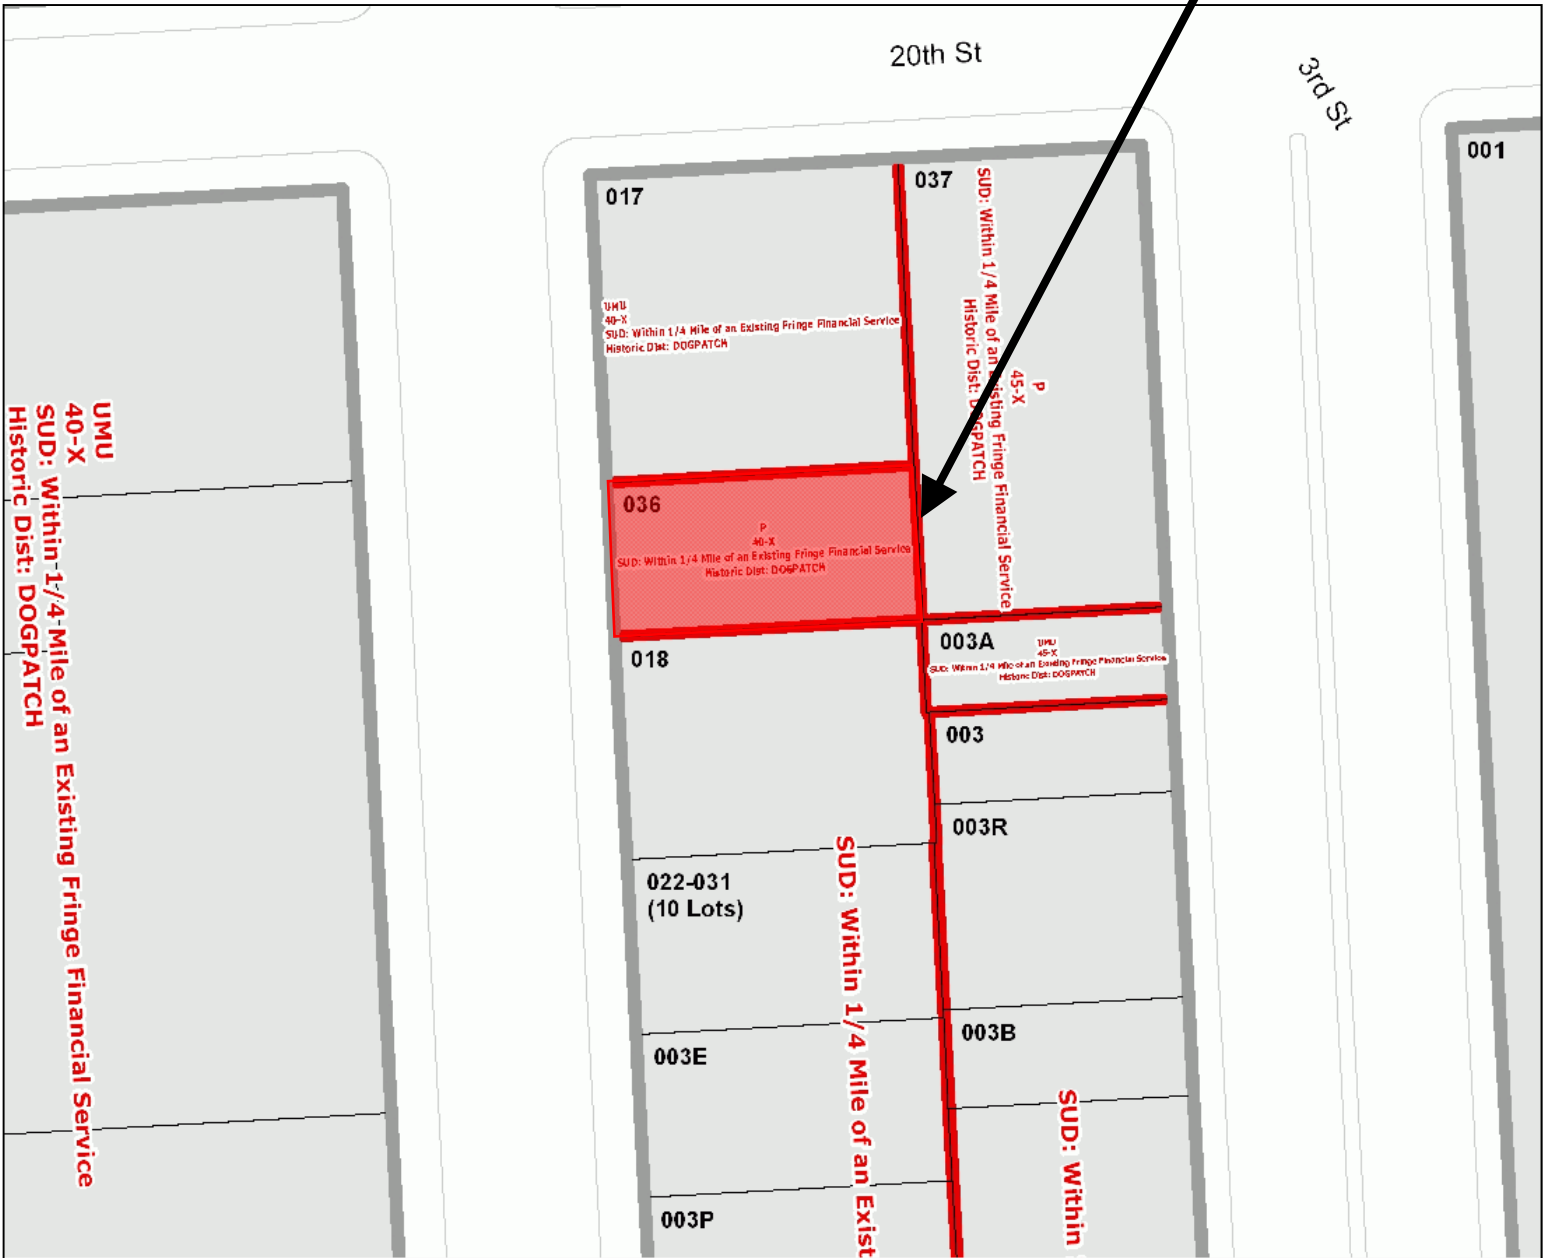 20th St
3rd St
001
017
037
UMU
40-X
SUD: Within 1/4 Mile of an Existing Fringe Financial Service
Historic Dist: DOGPATCH
P
45-X
SUD: Within 1/4 Mile of an Existing Fringe Financial Service
Historic Dist: DOGPATCH
UMU
40-X
SUD: Within 1/4 Mile of an Existing Fringe Financial Service
Historic Dist: DOGPATCH
036
P
40-X
SUD: Within 1/4 Mile of an Existing Fringe Financial Service
Historic Dist: DOGPATCH
018
003A
UMU
45-X
SUD: Within 1/4 Mile of an Existing Fringe Financial Service
Historic Dist: DOGPATCH
003
003R
022-031
(10 Lots)
SUD: Within 1/4 Mile of an Exist
003B
003E
SUD: Within
003P